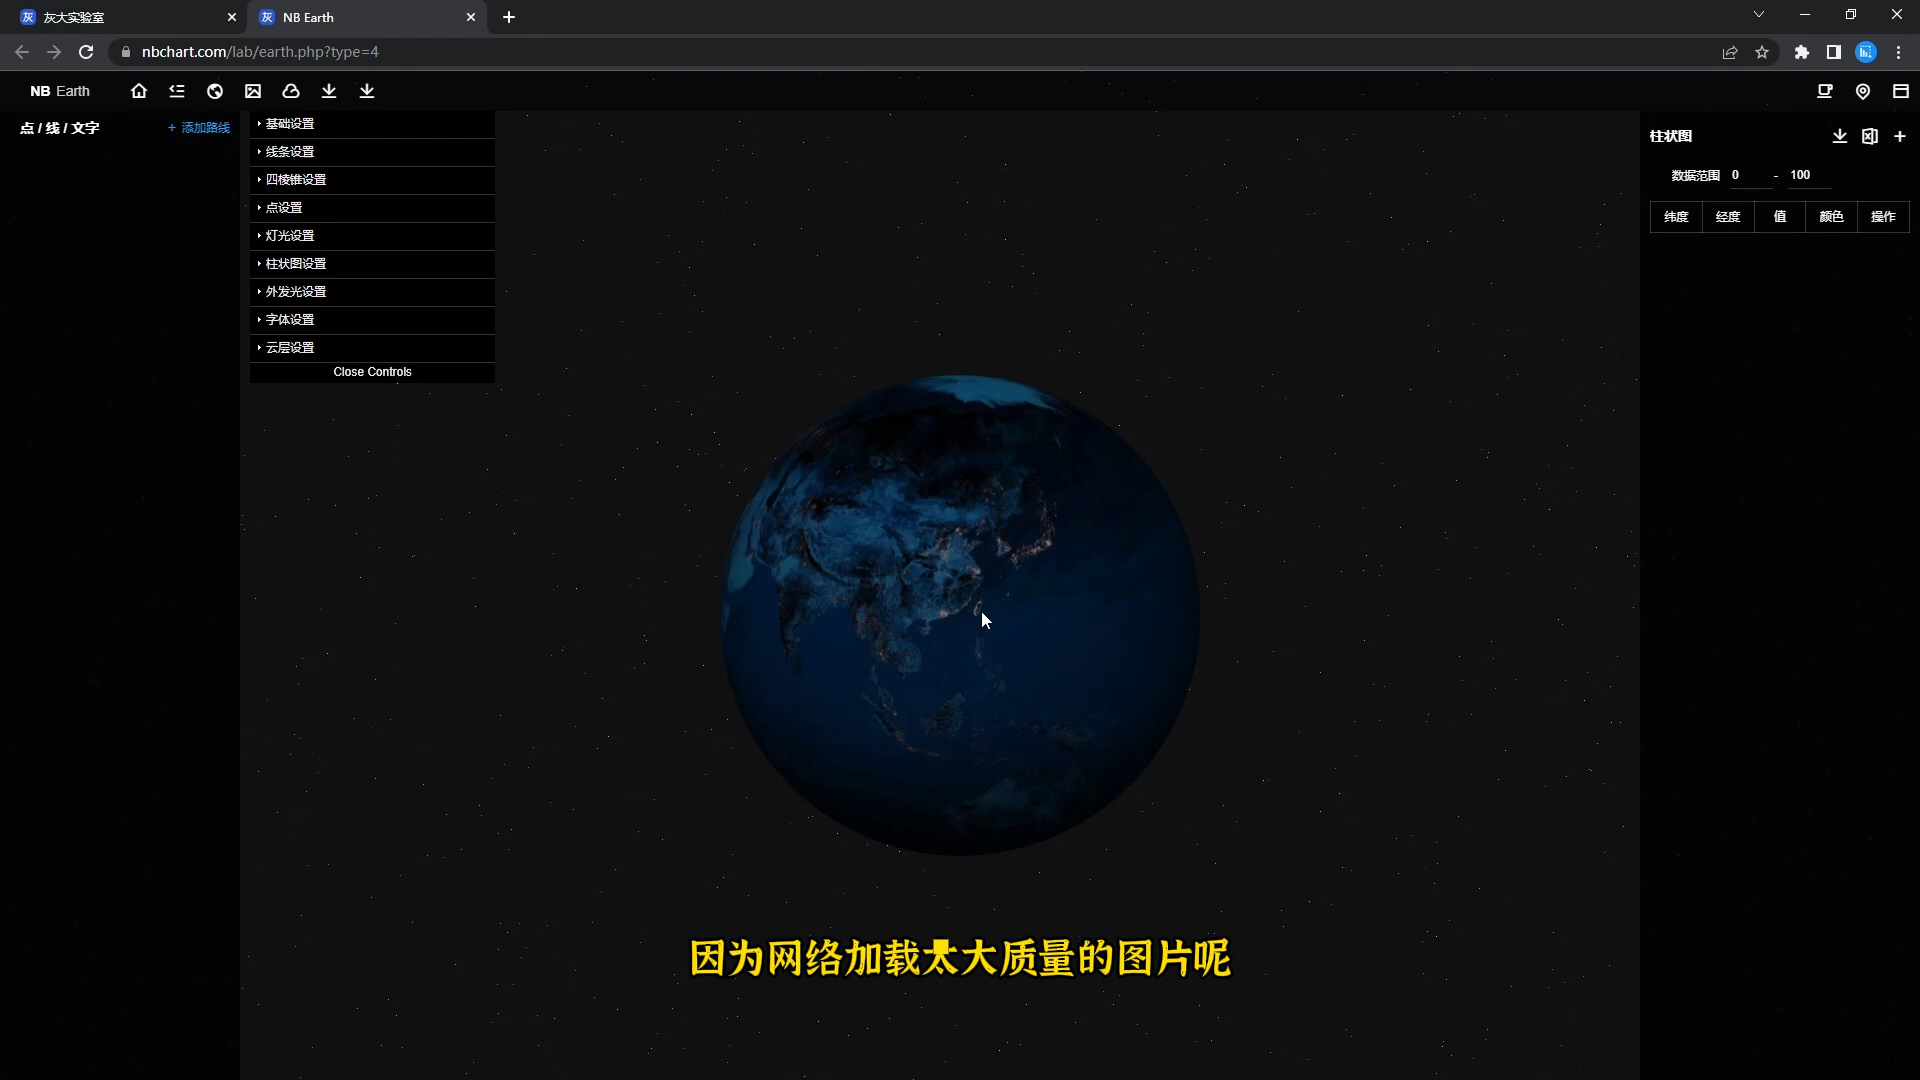 灰大实验室
NB Earth
nbchart.com/lab/earth.php?type=4
NB Earth
点 / 线 / 文字
+ 添加路线
基础设置
线条设置
四棱锥设置
点设置
灯光设置
柱状图设置
外发光设置
字体设置
云层设置
Close Controls
柱状图
数据范围 0 - 100
纬度 经度 值 颜色 操作
因为网络加载太大质量的图片呢